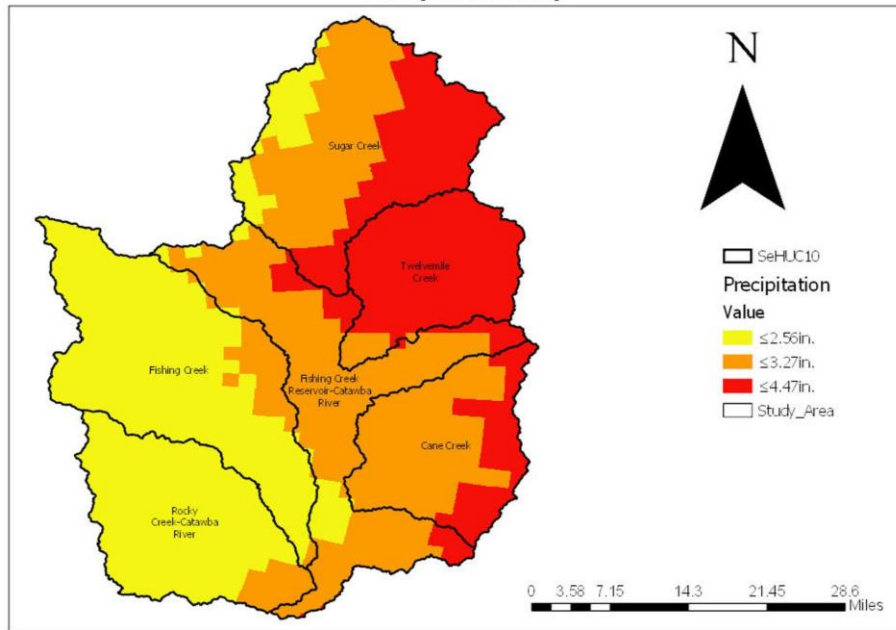 N
Sugar Creek
Twelvemile
Creek
Fishing Creek
Fishing Creek
Reservoir-Catawba
River
Cane Creek
Rocky
Creek-Catawba
River
SeHUC10
Precipitation
Value
≤2.56in.
≤3.27in.
≤4.47in.
Study_Area
0 3.58 7.15 14.3 21.45 28.6
Miles